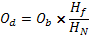 O_d = O_b × H_f / H_N